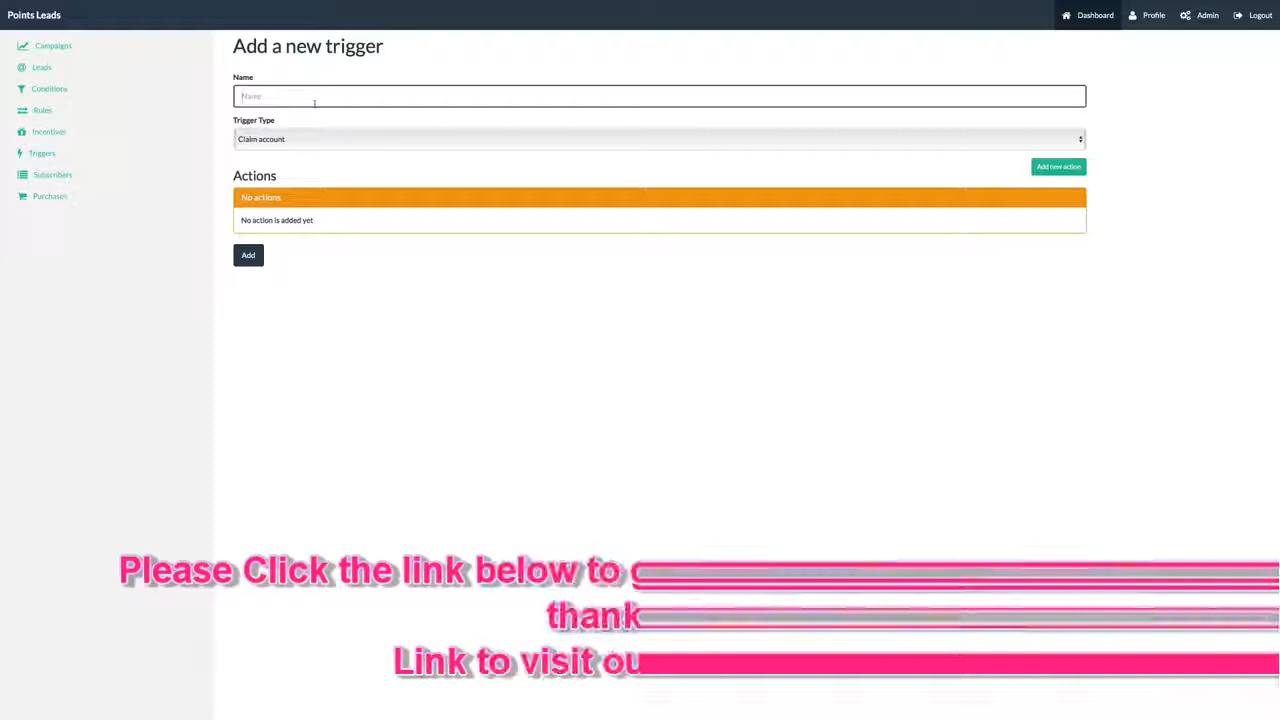 Points Leads
Dashboard
Profile
Admin
Logout
Campaigns
Leads
Conditions
Rules
Incentives
Triggers
Subscribers
Purchases
Add a new trigger
Name
Name
Trigger Type
Claim account
Add new action
Actions
No actions
No action is added yet
Add
Please Click the link below to
thank
Link to visit